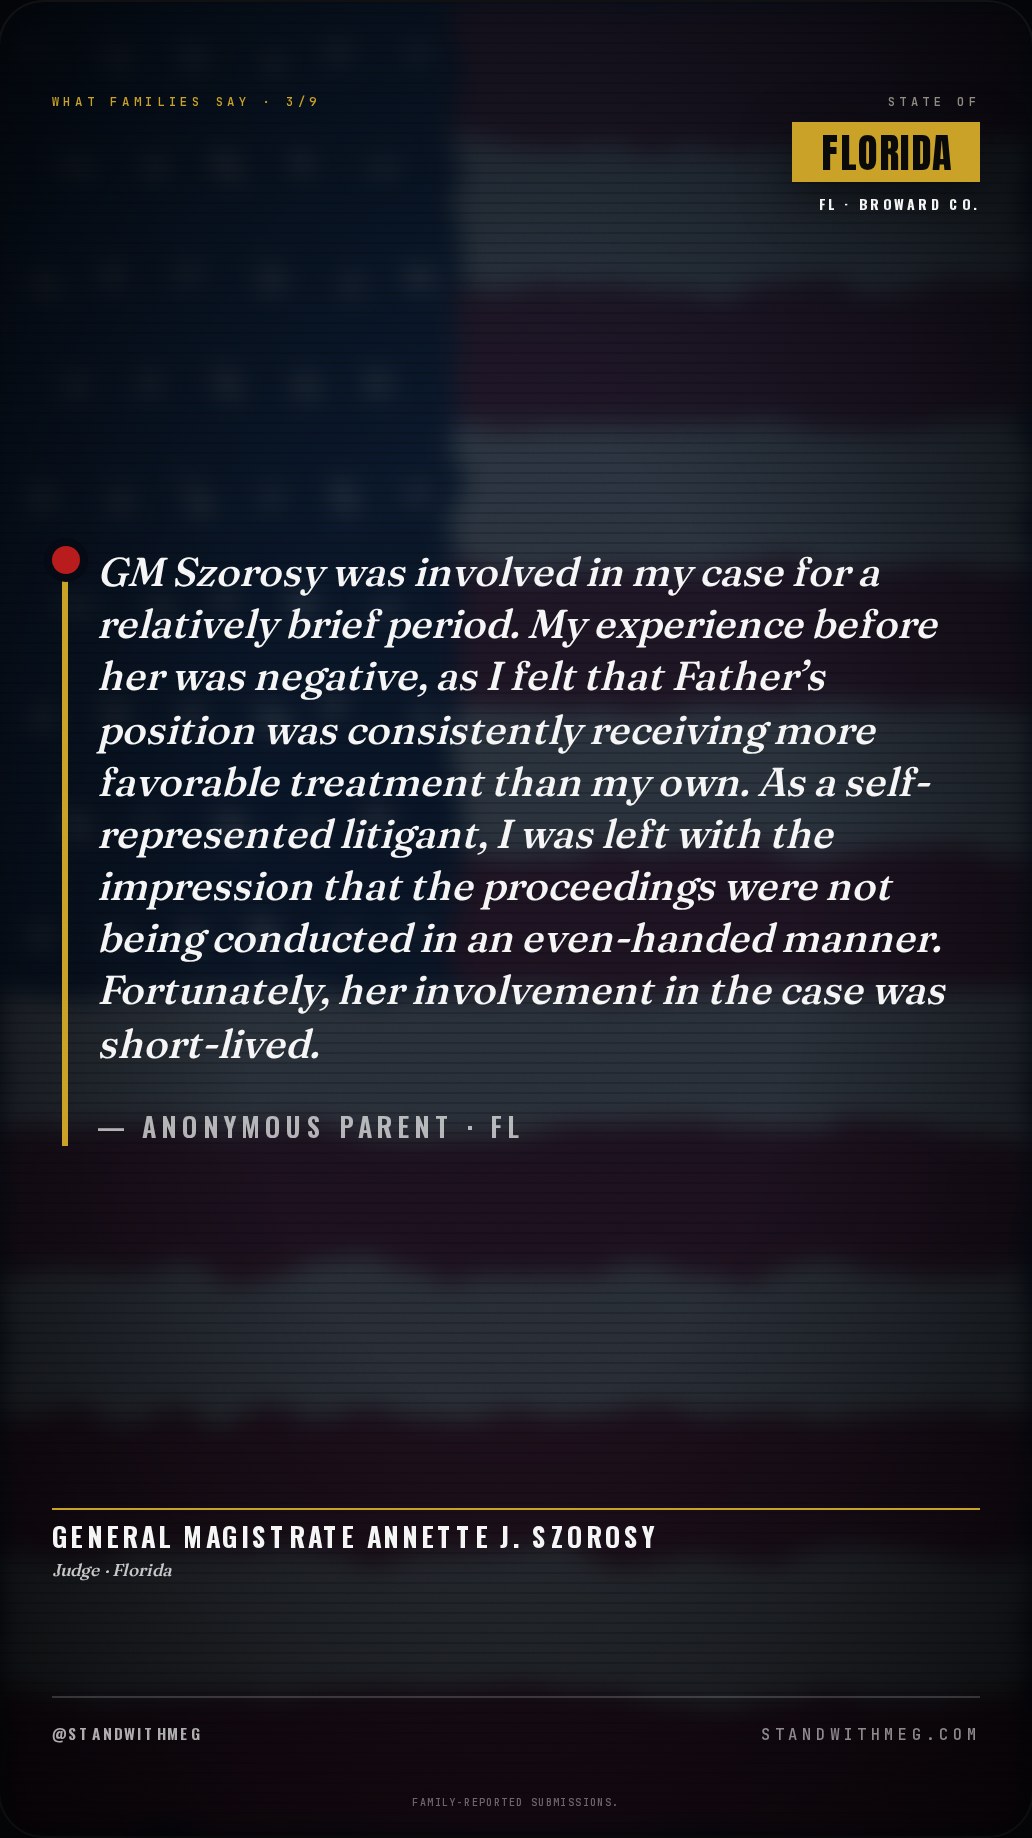 WHAT FAMILIES SAY · 3/9
STATE OF
FLORIDA
FL · BROWARD CO.
GM Szorosy was involved in my case for a
relatively brief period. My experience before
her was negative, as I felt that Father’s
position was consistently receiving more
favorable treatment than my own. As a self-
represented litigant, I was left with the
impression that the proceedings were not
being conducted in an even-handed manner.
Fortunately, her involvement in the case was
short-lived.
— ANONYMOUS PARENT · FL
GENERAL MAGISTRATE ANNETTE J. SZOROSY
Judge · Florida
@STANDWITHMEG
STANDWITHMEG.COM
FAMILY-REPORTED SUBMISSIONS.